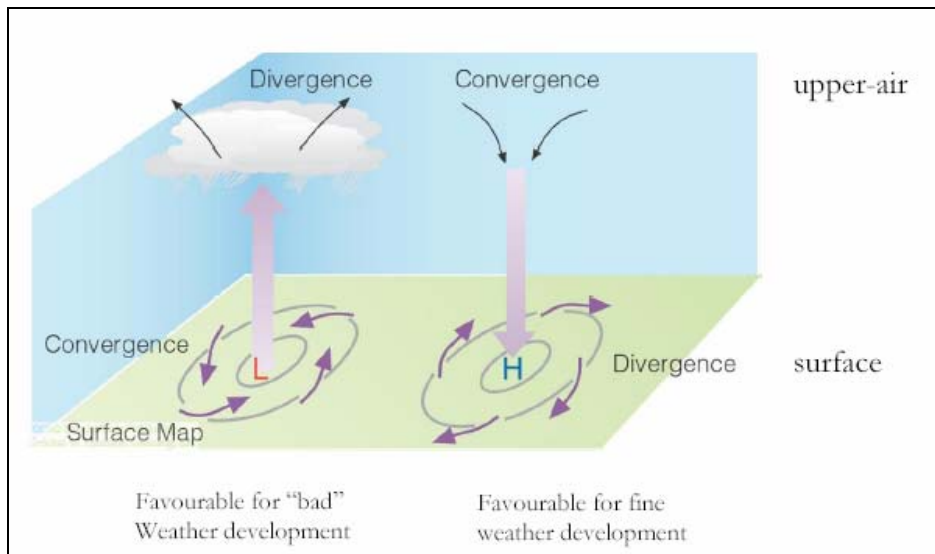 Divergence
Convergence
upper-air
Convergence
L
H
Divergence
surface
Surface Map
Favourable for “bad”
Weather development
Favourable for fine
weather development